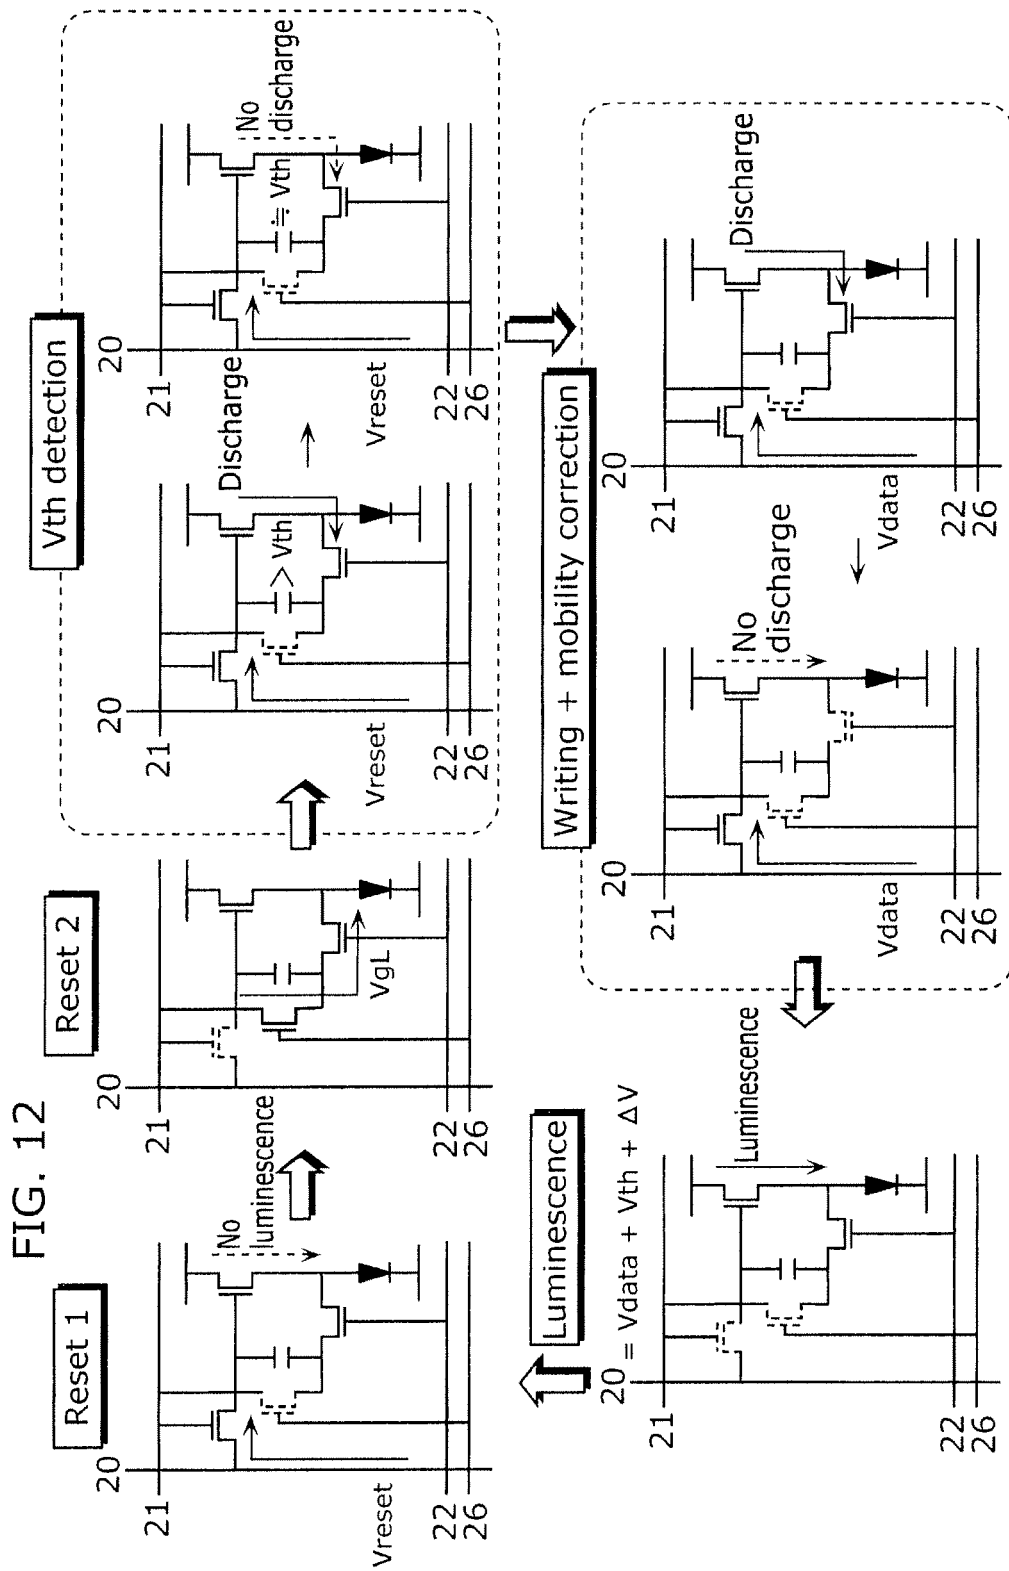 FIG. 12
Reset 1
20
21
No
luminescence
Vreset
22
26
Reset 2
20
21
VgL
22
26
Vth detection
20
21
Discharge
> Vth
Vreset
22
26
20
21
No
discharge
≒ Vth
Vreset
22
26
Writing + mobility correction
20
21
No
discharge
Vdata
22
26
20
21
Discharge
Vdata
22
26
Luminescence
= Vdata + Vth + ΔV
20
21
Luminescence
22
26